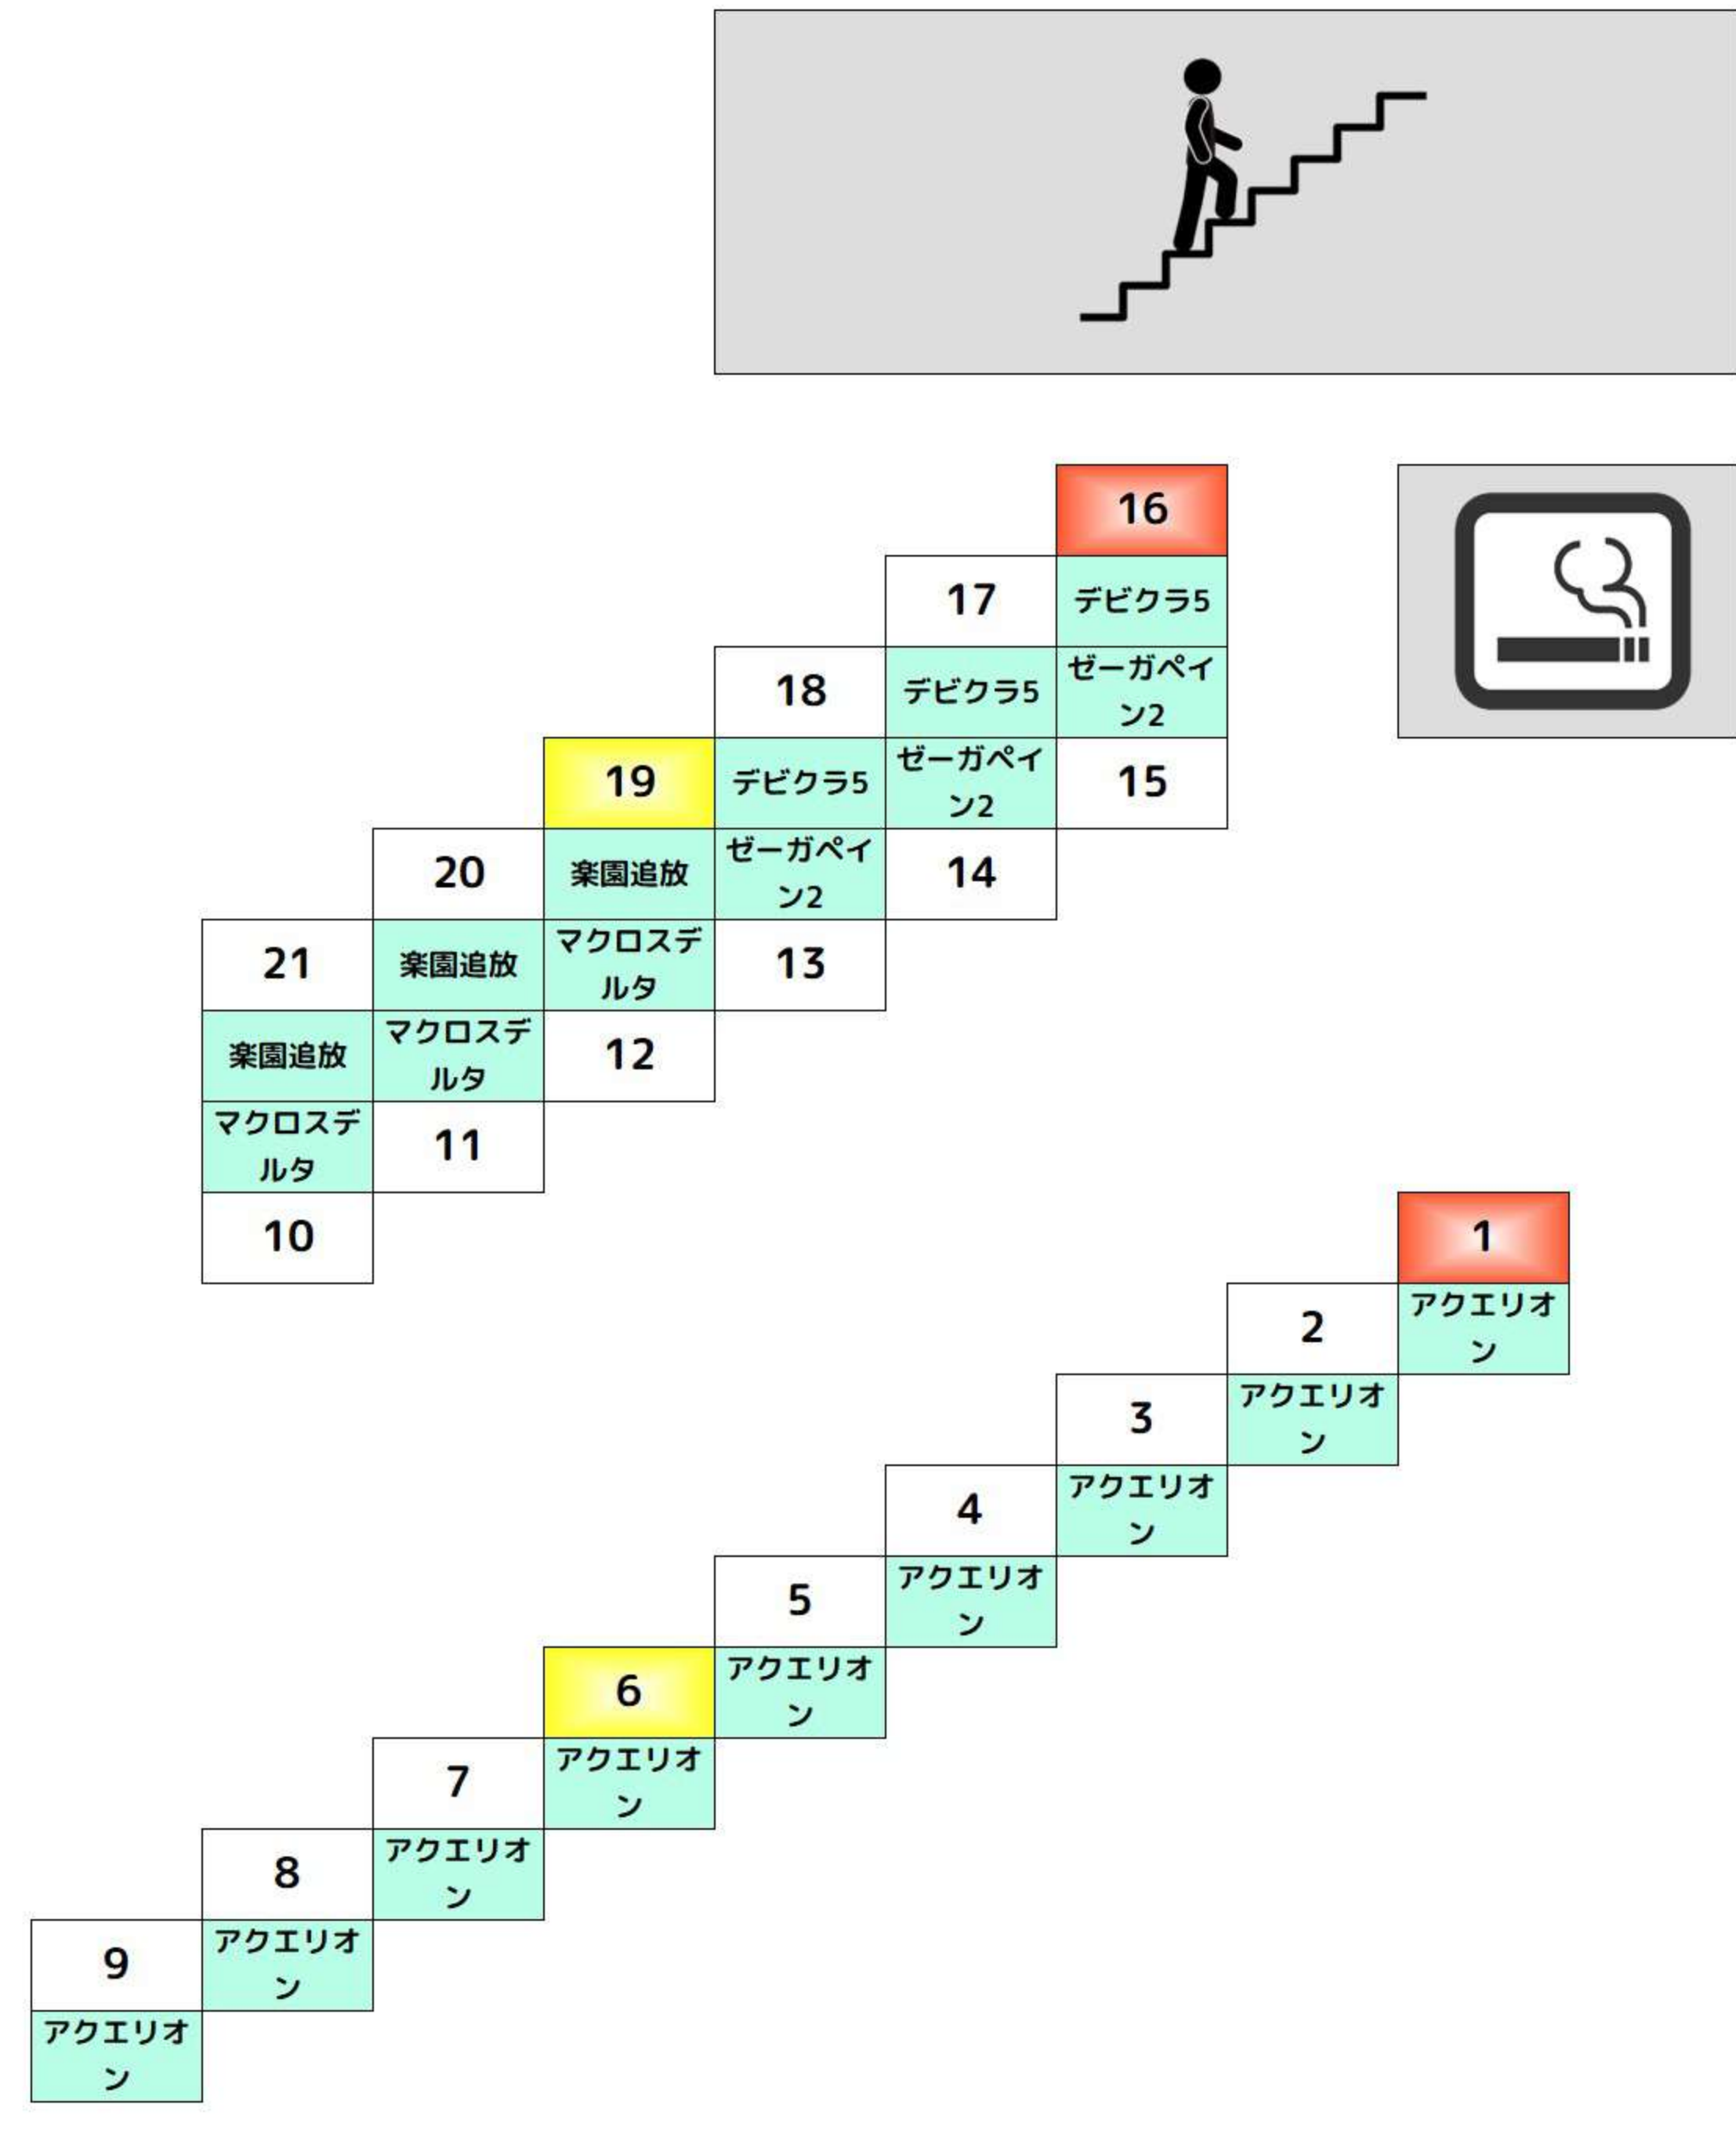 16
17
デビクラ5
18
デビクラ5
ゼーガペイ
ン2
19
デビクラ5
ゼーガペイ
ン2
15
20
楽園追放
ゼーガペイ
ン2
14
21
楽園追放
マクロスデ
ルタ
13
楽園追放
マクロスデ
ルタ
12
マクロスデ
ルタ
11
10
1
2
アクエリオ
ン
3
アクエリオ
ン
4
アクエリオ
ン
5
アクエリオ
ン
6
アクエリオ
ン
7
アクエリオ
ン
8
アクエリオ
ン
9
アクエリオ
ン
アクエリオ
ン